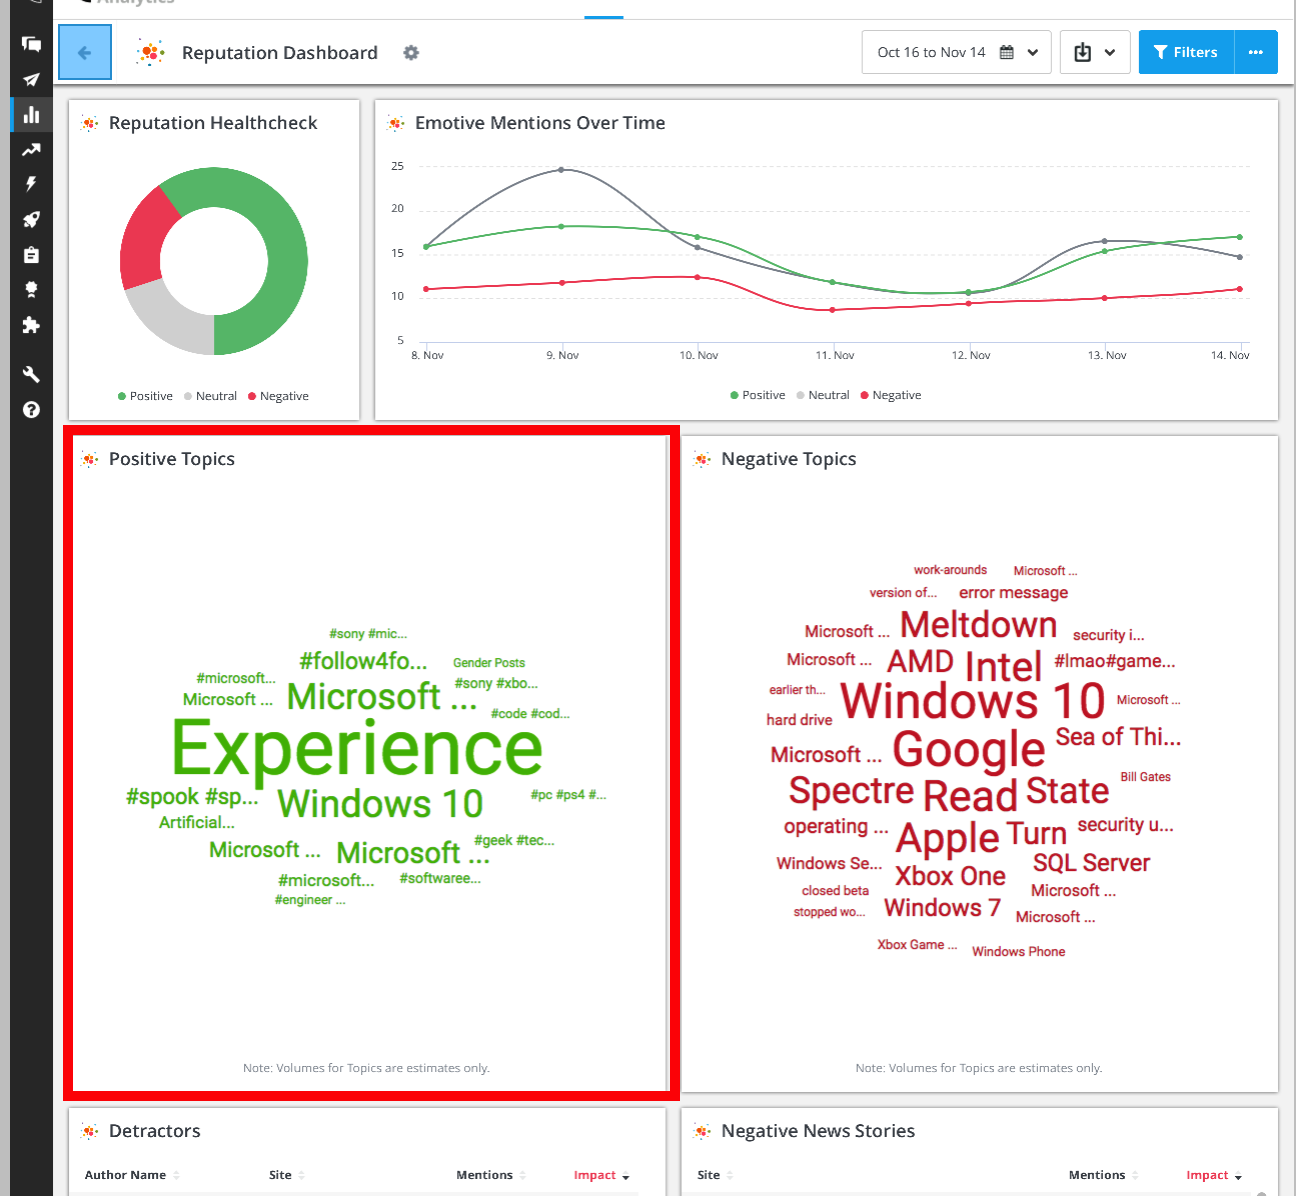 Analytics
Reputation Dashboard
Oct 16 to Nov 14
Filters
Reputation Healthcheck
Positive Neutral Negative
Emotive Mentions Over Time
25
20
15
10
5
8. Nov 9. Nov 10. Nov 11. Nov 12. Nov 13. Nov 14. Nov
Positive Neutral Negative
Positive Topics
#sony #mic...
#follow4fo... Gender Posts
#microsoft... #sony #xbo...
Microsoft ... Microsoft ...
#code #cod...
Experience
#spook #sp... Windows 10 #pc #ps4 #...
Artificial...
#geek #tec...
Microsoft ... Microsoft ...
#microsoft... #softwaree...
#engineer ...
Note: Volumes for Topics are estimates only.
Negative Topics
work-arounds Microsoft ...
version of... error message
Microsoft ... Meltdown security i...
Microsoft ... AMD Intel #lmao#game...
earlier th... Windows 10 Microsoft ...
hard drive Sea of Thi...
Microsoft ... Google
Bill Gates
Spectre Read State
operating ... Apple Turn security u...
Windows Se... SQL Server
Xbox One
closed beta Microsoft ...
stopped wo... Windows 7 Microsoft ...
Xbox Game ... Windows Phone
Note: Volumes for Topics are estimates only.
Detractors
Author Name Site Mentions Impact
Negative News Stories
Site Mentions Impact